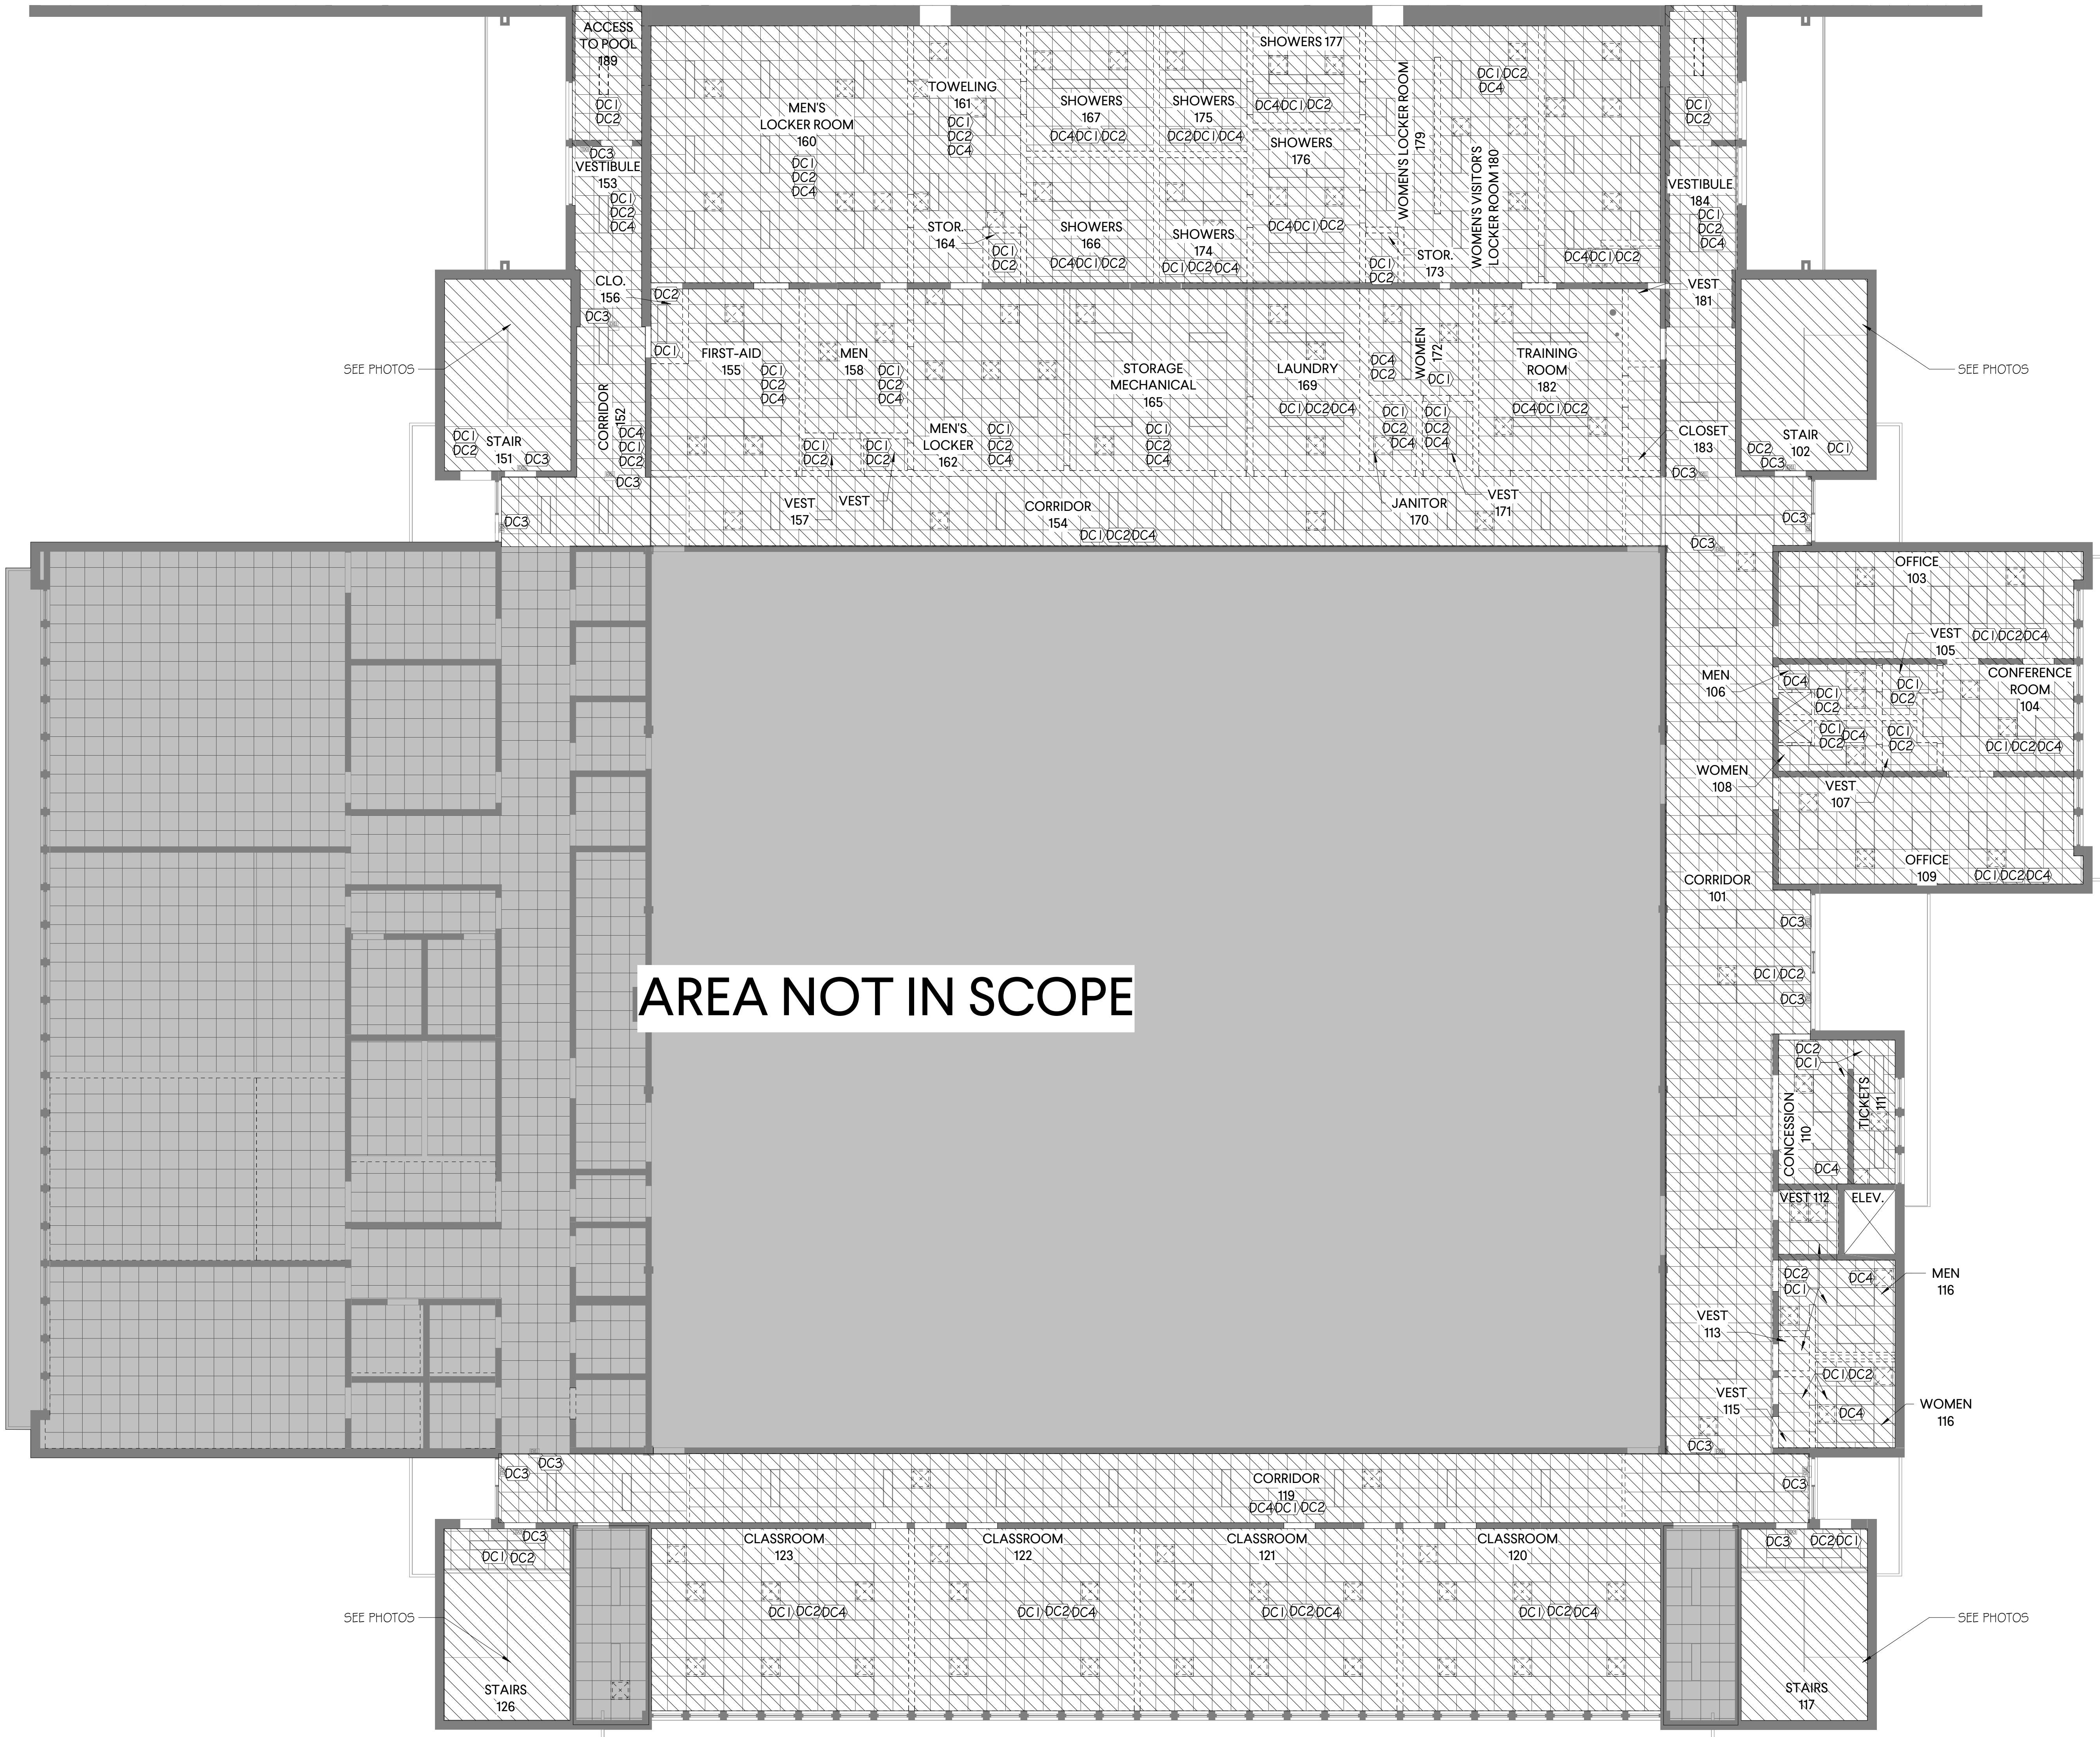 ACCESS
TO POOL
189
DC1
DC2
DC3
VESTIBULE
153
DC1
DC2
DC4
CLO.
156
DC3
DC2
DC1
MEN'S
LOCKER ROOM
160
DC1
DC2
DC4
TOWELING
161
DC1
DC2
DC4
STOR.
164
DC1
DC2
SHOWERS
167
DC4 DC1 DC2
SHOWERS
166
DC4 DC1 DC2
SHOWERS
175
DC2 DC1 DC4
SHOWERS
174
DC1 DC2 DC4
SHOWERS 177
DC4 DC1 DC2
SHOWERS
176
DC4 DC1 DC2
WOMEN'S LOCKER ROOM
179
DC1
DC2
STOR.
173
DC1 DC2
DC4
WOMEN'S VISITOR'S
LOCKER ROOM 180
DC4 DC1 DC2
DC1
DC2
VESTIBULE
184
DC1
DC2
DC4
VEST
181
SEE PHOTOS
DC1
DC2
STAIR
151
DC3
CORRIDOR
152
DC4
DC1
DC2
DC3
DC3
FIRST-AID
155
DC1
DC2
DC4
MEN
158
DC1
DC2
DC4
DC1
DC2
DC1
DC2
VEST
157
VEST
MEN'S
LOCKER
162
DC1
DC2
DC4
STORAGE
MECHANICAL
165
DC1
DC2
DC4
LAUNDRY
169
DC1 DC2 DC4
DC4
DC2
WOMEN
172
DC1
DC1
DC2
DC4
DC1
DC2
DC4
JANITOR
170
VEST
171
TRAINING
ROOM
182
DC4 DC1 DC2
CLOSET
183
DC3
STAIR
102
DC2
DC3
DC1
SEE PHOTOS
CORRIDOR
154
DC1 DC2 DC4
DC3
DC3
OFFICE
103
DC1 DC2 DC4
VEST
105
MEN
106
DC4
DC1
DC2
DC1
DC2
CONFERENCE
ROOM
104
DC1 DC2 DC4
DC1
DC2
DC4
DC1
DC2
WOMEN
108
VEST
107
OFFICE
109
DC1 DC2 DC4
CORRIDOR
101
DC3
DC1 DC2
DC3
AREA NOT IN SCOPE
DC2
DC1
CONCESSION
110
TICKETS
111
DC4
VEST 112
ELEV.
DC2
DC1
DC4
MEN
116
VEST
113
DC1 DC2
VEST
115
DC4
WOMEN
116
DC3
DC3
DC3
DC3
CORRIDOR
119
DC4 DC1 DC2
DC3
DC1 DC2
CLASSROOM
123
DC1 DC2 DC4
CLASSROOM
122
DC1 DC2 DC4
CLASSROOM
121
DC1 DC2 DC4
CLASSROOM
120
DC1 DC2 DC4
DC3
DC2 DC1
SEE PHOTOS
STAIRS
126
STAIRS
117
SEE PHOTOS